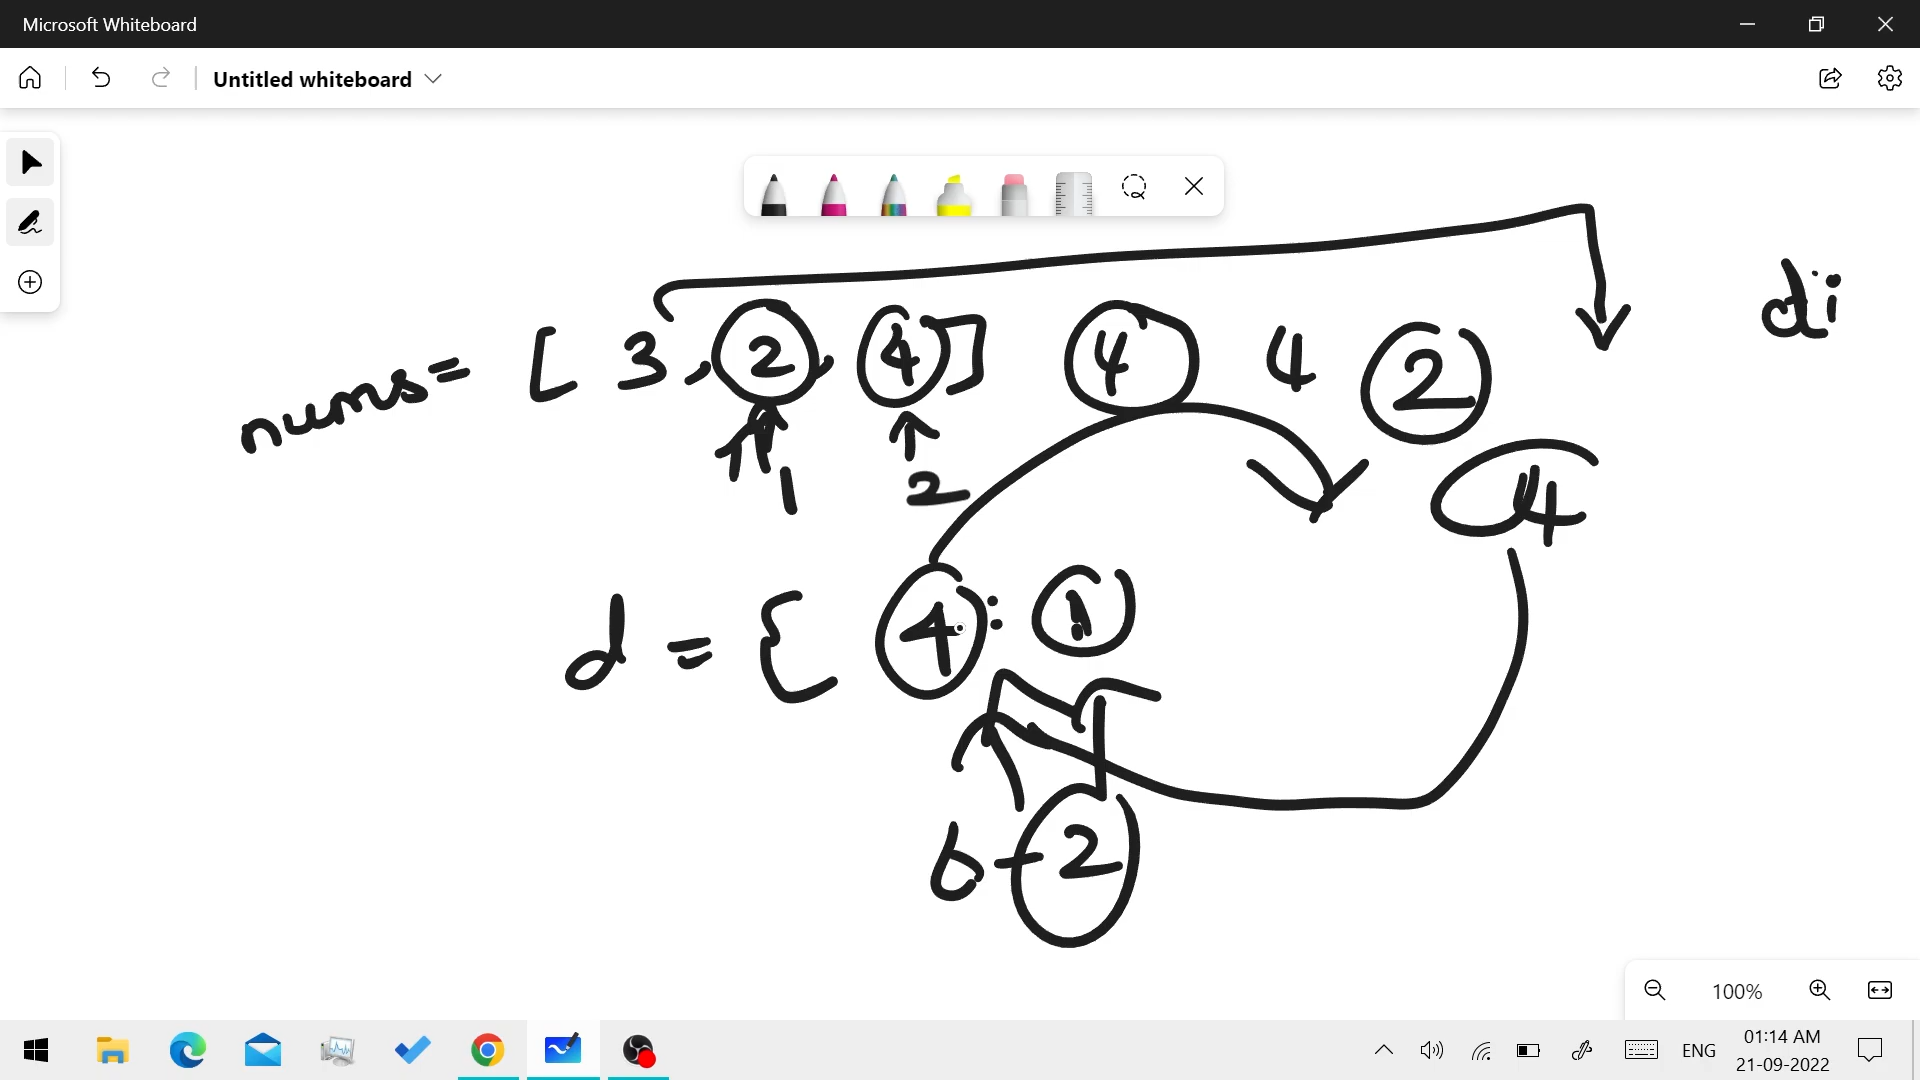 Microsoft Whiteboard
Untitled whiteboard
di
nums= [ 3, 2, 4] 4 4 2
1 2
4
d = { 4 : 1
6-2
100%
ENG
01:14 AM
21-09-2022